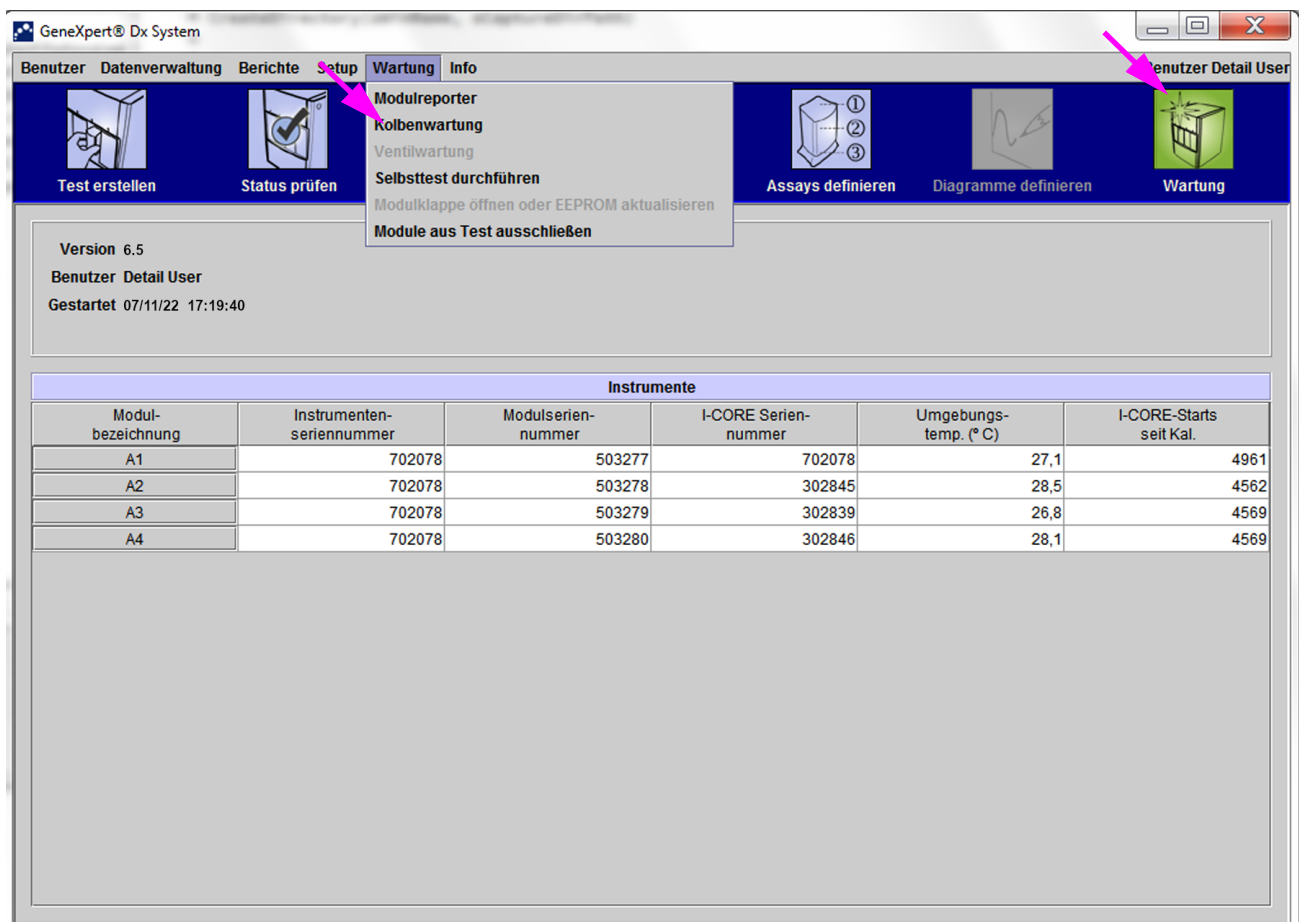 GeneXpert® Dx System
Benutzer Datenverwaltung Berichte Setup Wartung Info
Benutzer Detail User
Modulreporter
Kolbenwartung
Ventilwartung
Selbsttest durchführen
Modulklappe öffnen oder EEPROM aktualisieren
Module aus Test ausschließen
Test erstellen Status prüfen Assays definieren Diagramme definieren Wartung
Version 6.5
Benutzer Detail User
Gestartet 07/11/22 17:19:40
Instrumente
Modul- Instrumenten- Modulserien- I-CORE Serien- Umgebungs- I-CORE-Starts
bezeichnung seriennummer nummer nummer temp. (° C) seit Kal.
A1 702078 503277 702078 27,1 4961
A2 702078 503278 302845 28,5 4562
A3 702078 503279 302839 26,8 4569
A4 702078 503280 302846 28,1 4569